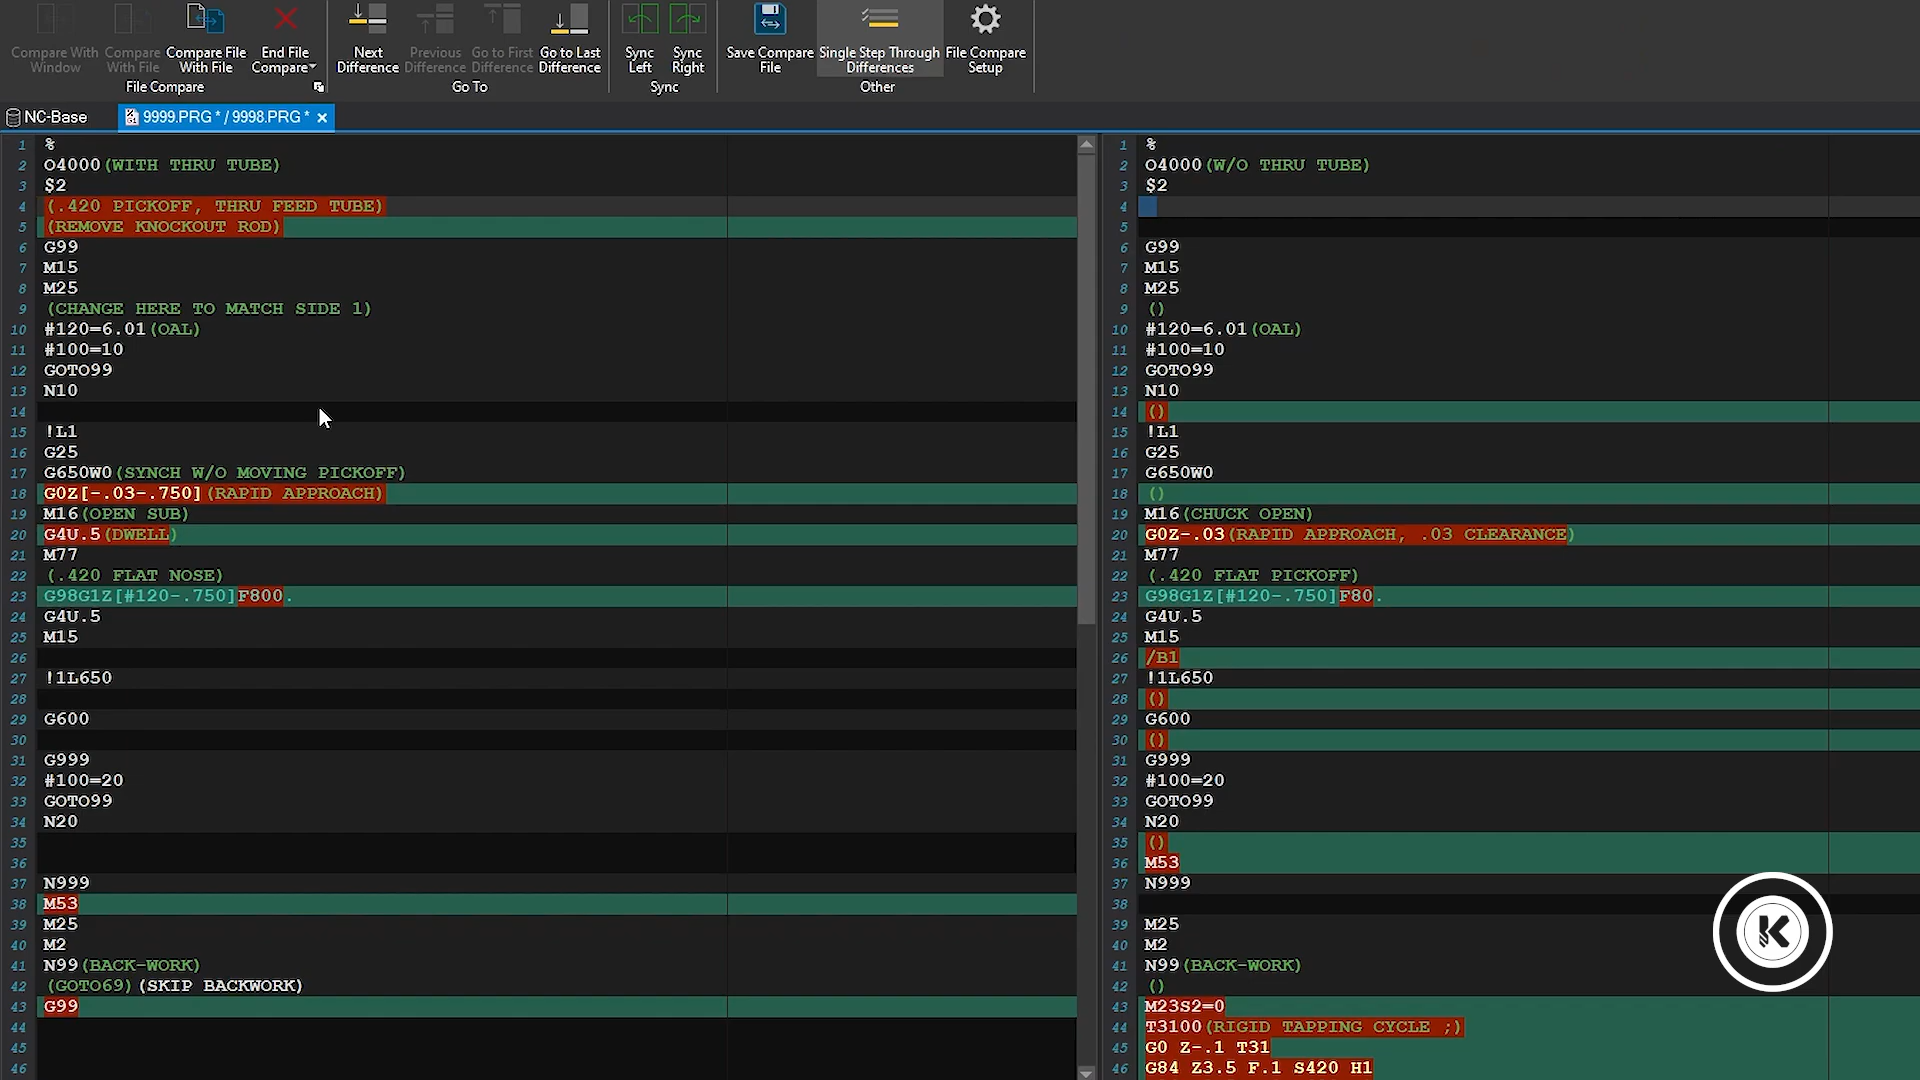 Compare With Window
Compare With File
Compare File With File
End File Compare
File Compare
Next Difference
Previous Difference
Go to First Difference
Go to Last Difference
Go To
Sync Left
Sync Right
Sync
Save Compare File
Single Step Through Differences
File Compare Setup
Other
NC-Base
9999.PRG * / 9998.PRG * ×
1 %
2 O4000(WITH THRU TUBE)
3 $2
4 (.420 PICKOFF, THRU FEED TUBE)
5 (REMOVE KNOCKOUT ROD)
6 G99
7 M15
8 M25
9 (CHANGE HERE TO MATCH SIDE 1)
10 #120=6.01(OAL)
11 #100=10
12 GOTO99
13 N10
14
15 !L1
16 G25
17 G650W0(SYNCH W/O MOVING PICKOFF)
18 G0Z[-.03-.750](RAPID APPROACH)
19 M16(OPEN SUB)
20 G4U.5(DWELL)
21 M77
22 (.420 FLAT NOSE)
23 G98G1Z[#120-.750]F800.
24 G4U.5
25 M15
26
27 !1L650
28
29 G600
30
31 G999
32 #100=20
33 GOTO99
34 N20
35
36
37 N999
38 M53
39 M25
40 M2
41 N99(BACK-WORK)
42 (GOTO69)(SKIP BACKWORK)
43 G99
44
45
46
1 %
2 O4000(W/O THRU TUBE)
3 $2
4
5
6 G99
7 M15
8 M25
9 ()
10 #120=6.01(OAL)
11 #100=10
12 GOTO99
13 N10
14 ()
15 !L1
16 G25
17 G650W0
18 ()
19 M16(CHUCK OPEN)
20 G0Z-.03(RAPID APPROACH, .03 CLEARANCE)
21 M77
22 (.420 FLAT PICKOFF)
23 G98G1Z[#120-.750]F80.
24 G4U.5
25 M15
26 /B1
27 !1L650
28 ()
29 G600
30 ()
31 G999
32 #100=20
33 GOTO99
34 N20
35 ()
36 M53
37 N999
38
39 M25
40 M2
41 N99(BACK-WORK)
42 ()
43 M23S2=0
44 T3100(RIGID TAPPING CYCLE ;)
45 G0 Z-.1 T31
46 G84 Z3.5 F.1 S420 H1
K